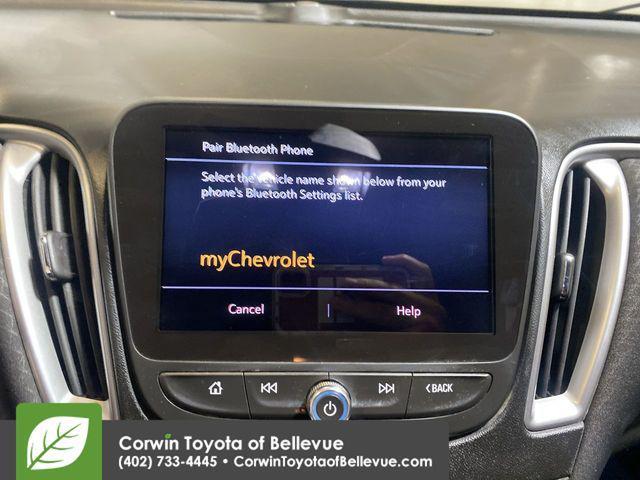 Pair Bluetooth Phone
Select the vehicle name shown below from your
phone's Bluetooth Settings list.
myChevrolet
Cancel | Help
BACK
Corwin Toyota of Bellevue
(402) 733-4445 • CorwinToyotaofBellevue.com